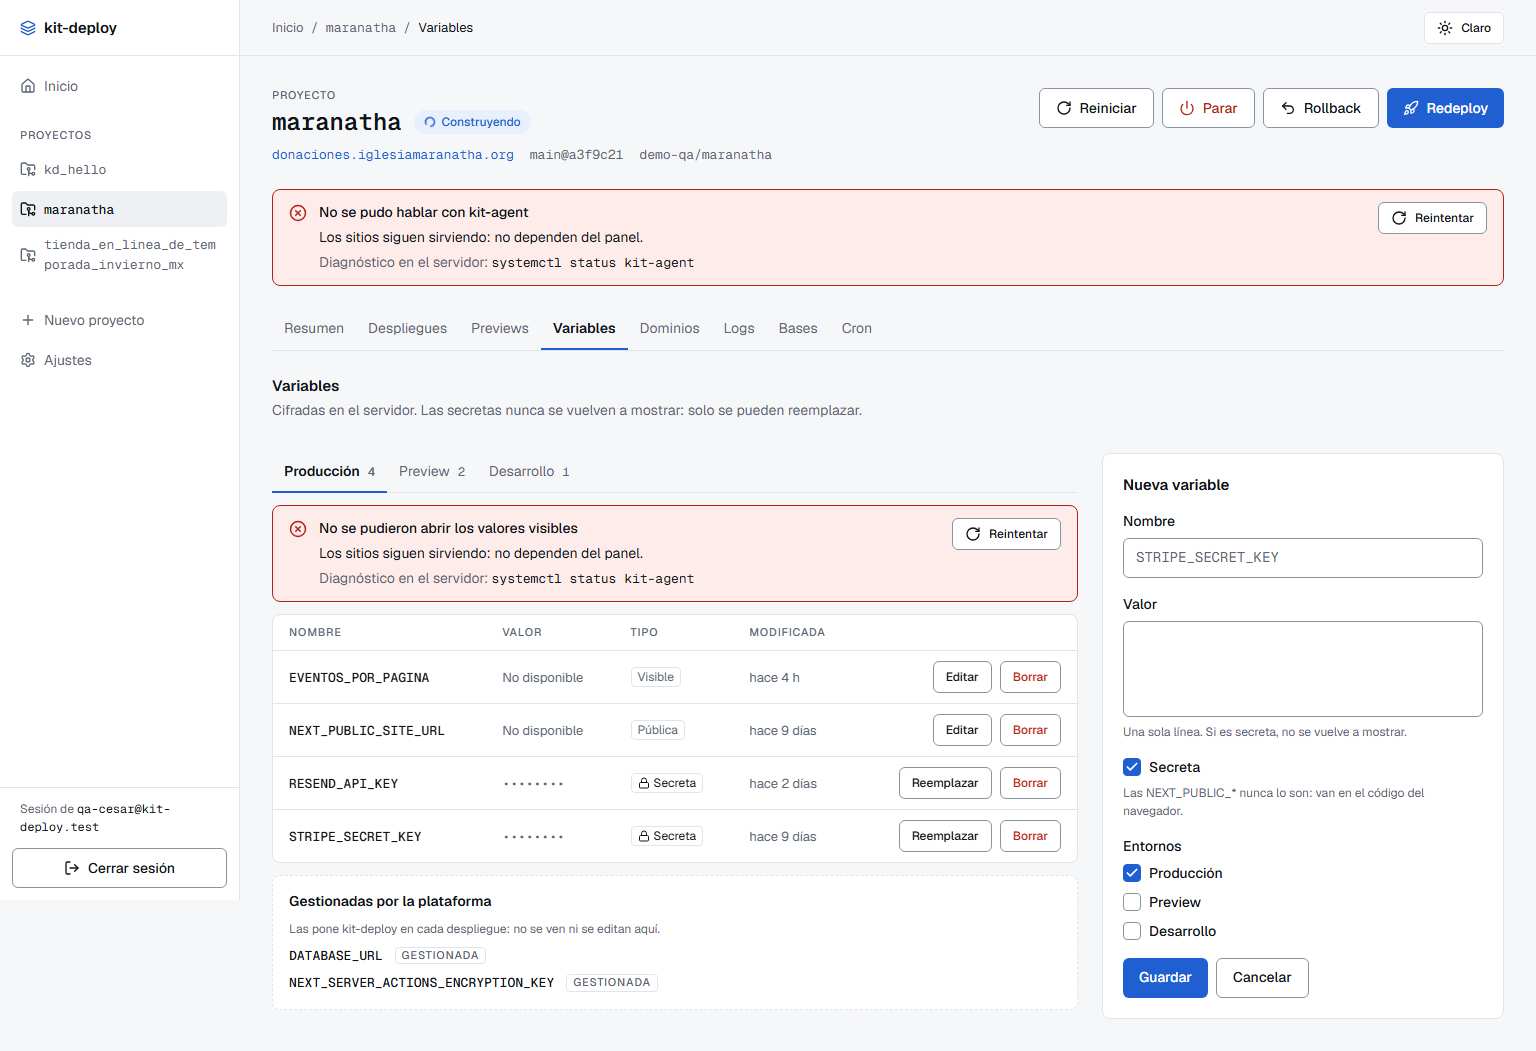 kit-deploy
Inicio
PROYECTOS
kd_hello
maranatha
tienda_en_linea_de_tem
porada_invierno_mx
Nuevo proyecto
Ajustes
Sesión de qa-cesar@kit-
deploy.test
Cerrar sesión
Inicio / maranatha / Variables
Claro
PROYECTO
maranatha Construyendo
Reiniciar Parar Rollback Redeploy
donaciones.iglesiamaranatha.org main@a3f9c21 demo-qa/maranatha
No se pudo hablar con kit-agent
Los sitios siguen sirviendo: no dependen del panel.
Diagnóstico en el servidor: systemctl status kit-agent
Reintentar
Resumen Despliegues Previews Variables Dominios Logs Bases Cron
Variables
Cifradas en el servidor. Las secretas nunca se vuelven a mostrar: solo se pueden reemplazar.
Producción 4 Preview 2 Desarrollo 1
No se pudieron abrir los valores visibles
Los sitios siguen sirviendo: no dependen del panel.
Diagnóstico en el servidor: systemctl status kit-agent
Reintentar
NOMBRE VALOR TIPO MODIFICADA
EVENTOS_POR_PAGINA No disponible Visible hace 4 h Editar Borrar
NEXT_PUBLIC_SITE_URL No disponible Pública hace 9 días Editar Borrar
RESEND_API_KEY •••••••• Secreta hace 2 días Reemplazar Borrar
STRIPE_SECRET_KEY •••••••• Secreta hace 9 días Reemplazar Borrar
Gestionadas por la plataforma
Las pone kit-deploy en cada despliegue: no se ven ni se editan aquí.
DATABASE_URL GESTIONADA
NEXT_SERVER_ACTIONS_ENCRYPTION_KEY GESTIONADA
Nueva variable
Nombre
STRIPE_SECRET_KEY
Valor
Una sola línea. Si es secreta, no se vuelve a mostrar.
Secreta
Las NEXT_PUBLIC_* nunca lo son: van en el código del
navegador.
Entornos
Producción
Preview
Desarrollo
Guardar Cancelar